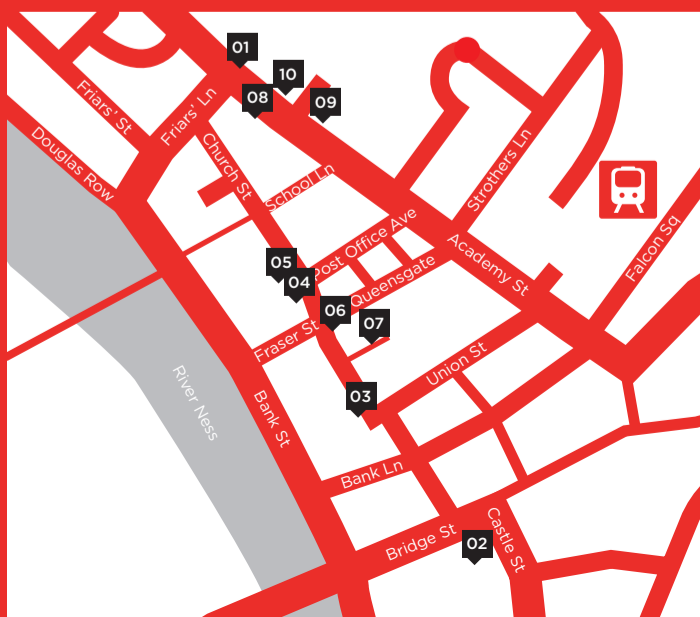 01
10
08
09
Friars' St
Friars' Ln
Douglas Row
Church St
School Ln
Strothers Ln
Post Office Ave
Academy St
Falcon Sq
05
04
Queensgate
06
07
Fraser St
River Ness
Bank St
03
Union St
Bank Ln
Bridge St
02
Castle St